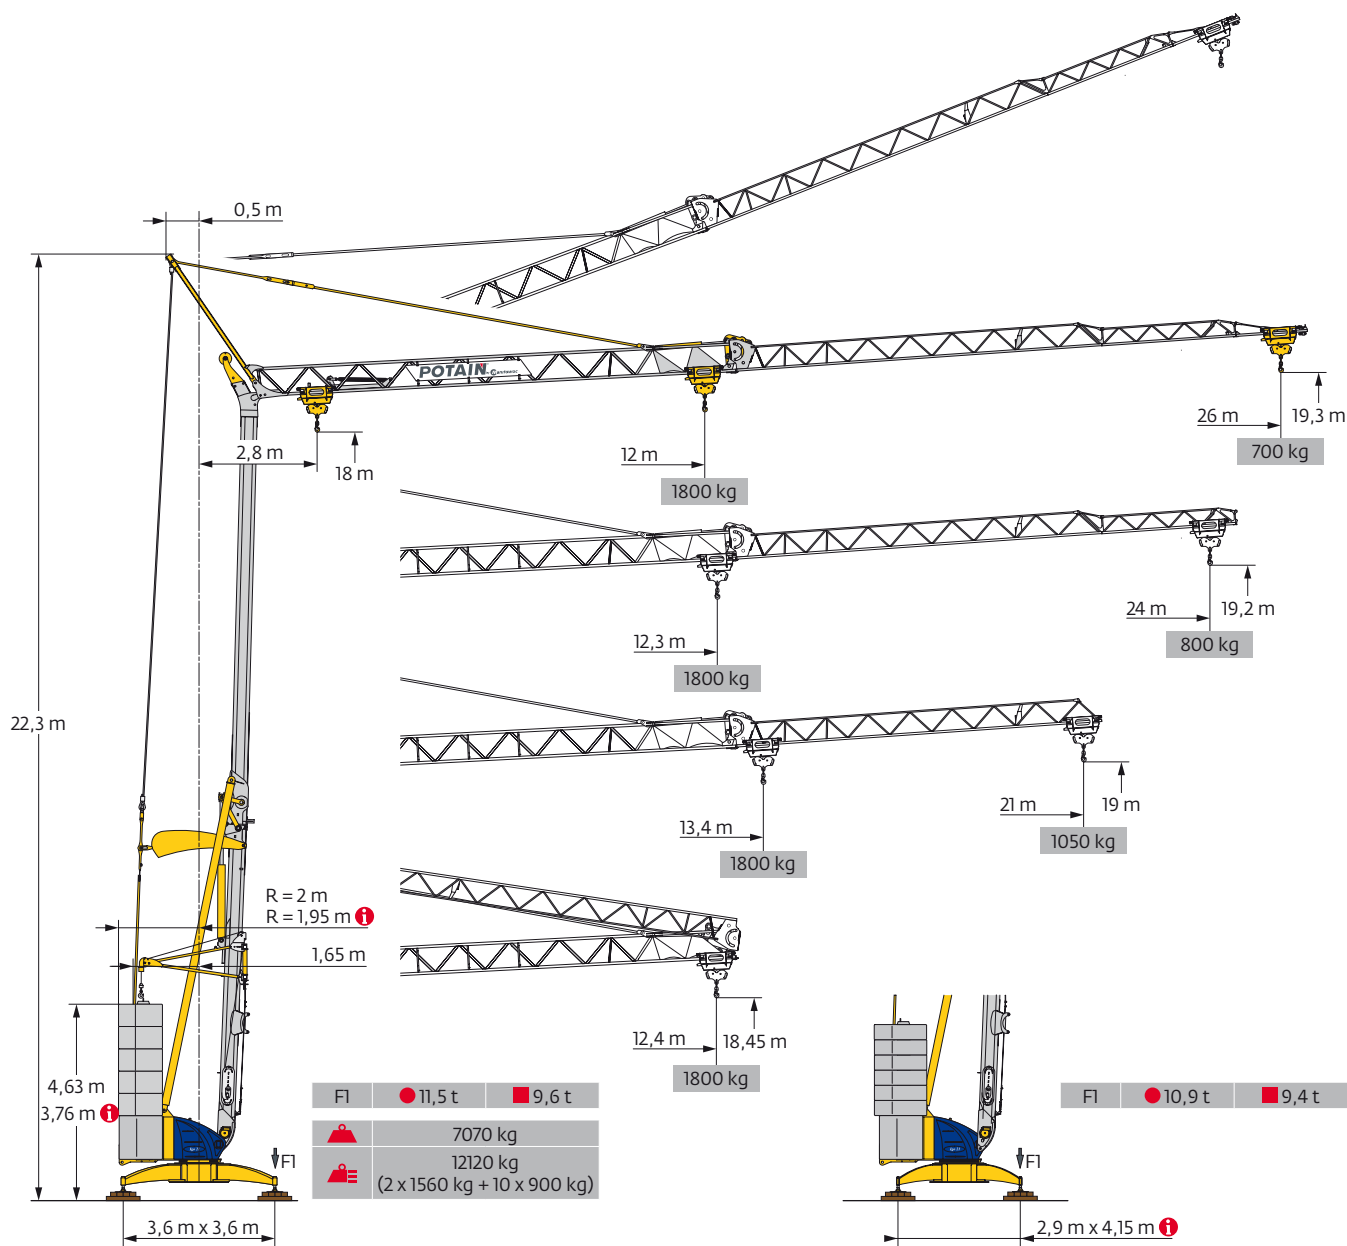 0,5 m
POTAIN
2,8 m
18 m
12 m
1800 kg
26 m
19,3 m
700 kg
12,3 m
1800 kg
24 m
19,2 m
800 kg
22,3 m
13,4 m
1800 kg
21 m
19 m
1050 kg
R = 2 m
R = 1,95 m i
1,65 m
12,4 m
18,45 m
1800 kg
4,63 m
3,76 m i
F1 11,5 t 9,6 t
7070 kg
12120 kg
(2 x 1560 kg + 10 x 900 kg)
F1
3,6 m x 3,6 m
F1 10,9 t 9,4 t
F1
2,9 m x 4,15 m i